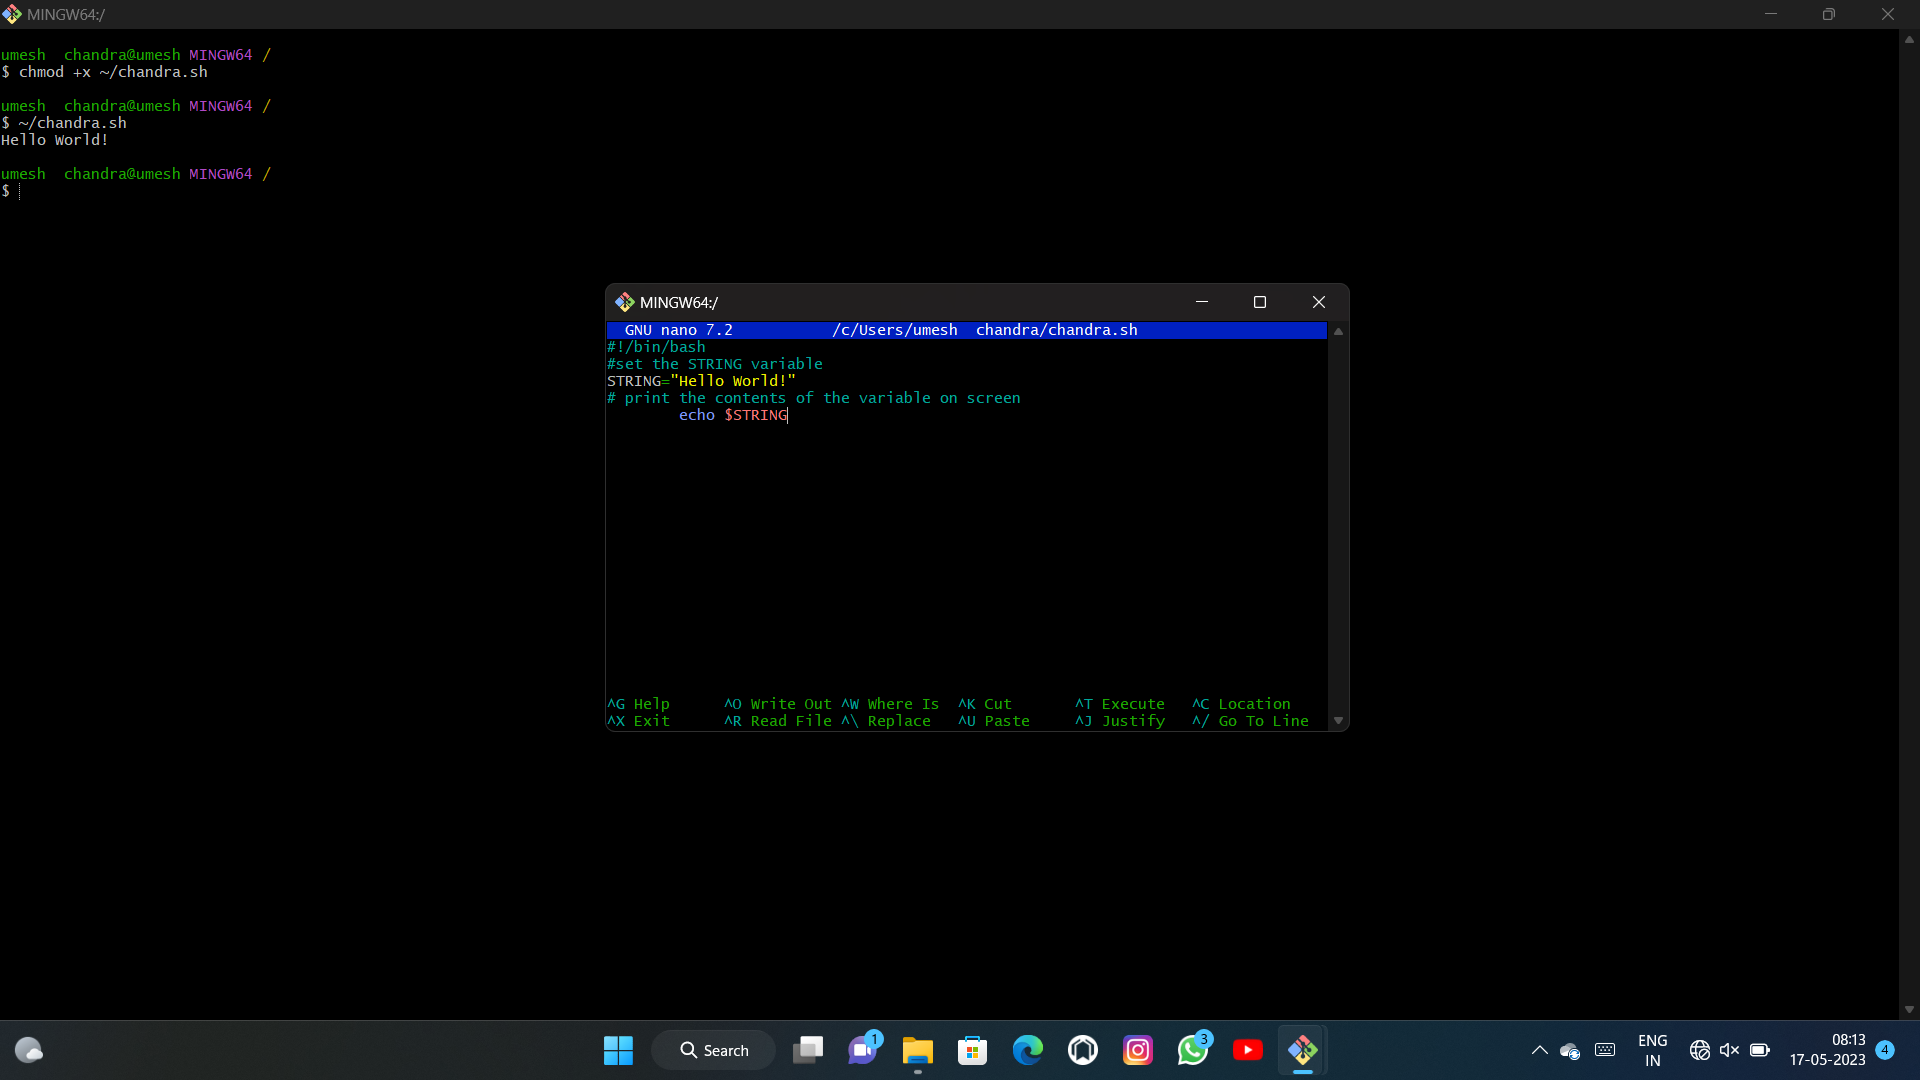 MINGW64:/
umesh  chandra@umesh MINGW64 /
$ chmod +x ~/chandra.sh
umesh  chandra@umesh MINGW64 /
$ ~/chandra.sh
Hello World!
umesh  chandra@umesh MINGW64 /
$
MINGW64:/
GNU nano 7.2 /c/Users/umesh  chandra/chandra.sh
#!/bin/bash
#set the STRING variable
STRING="Hello World!"
# print the contents of the variable on screen
echo $STRING
^G Help ^O Write Out ^W Where Is ^K Cut ^T Execute ^C Location
^X Exit ^R Read File ^\ Replace ^U Paste ^J Justify ^/ Go To Line
Search
1
3
ENG
IN
08:13
17-05-2023
4